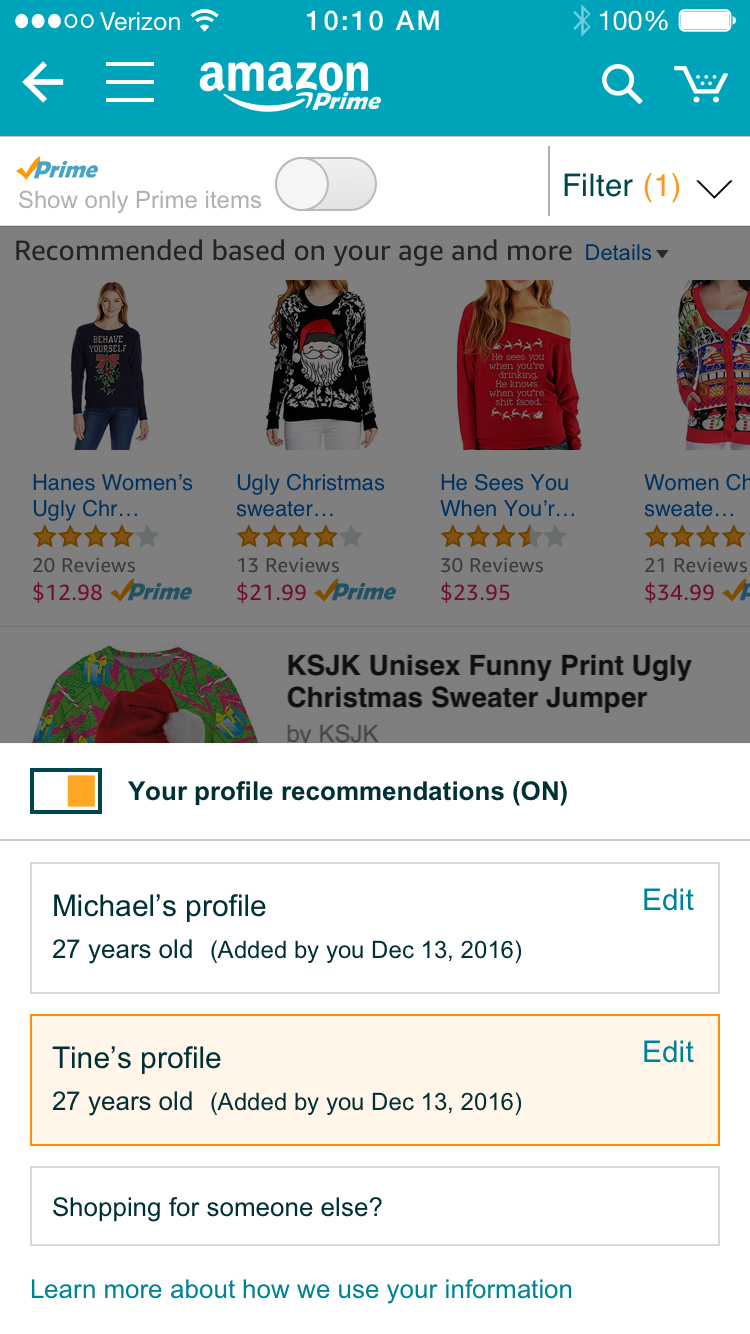 Verizon 10:10 AM 100%
amazon
Prime
Prime
Show only Prime items
Filter (1)
Recommended based on your age and more Details
BEHAVE
YOURSELF
He sees you
when you're
drinking.
He knows
when you're
shit faced.
Hanes Women's
Ugly Chr...
20 Reviews
$12.98 Prime
Ugly Christmas
sweater...
13 Reviews
$21.99 Prime
He Sees You
When You'r...
30 Reviews
$23.95
Women Ch
sweate...
21 Reviews
$34.99 P
KSJK Unisex Funny Print Ugly
Christmas Sweater Jumper
by KSJK
Your profile recommendations (ON)
Michael's profile
Edit
27 years old (Added by you Dec 13, 2016)
Tine's profile
Edit
27 years old (Added by you Dec 13, 2016)
Shopping for someone else?
Learn more about how we use your information